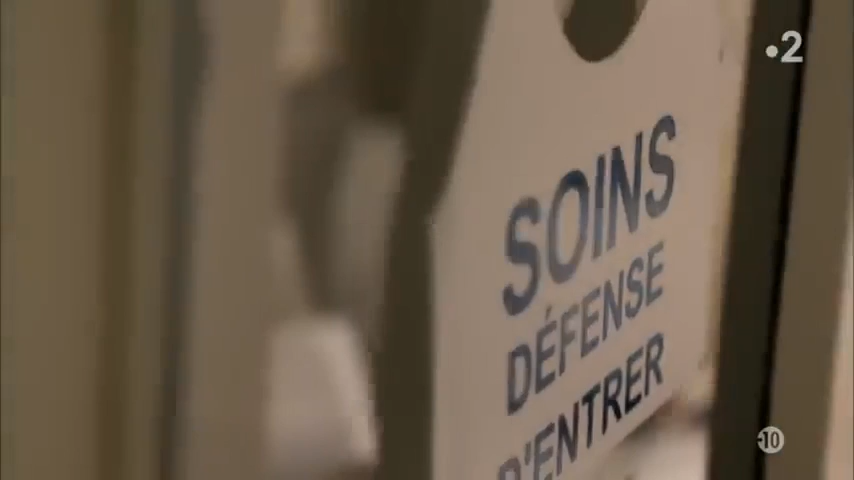 2
SOINS
DÉFENSE
D'ENTRER
-10